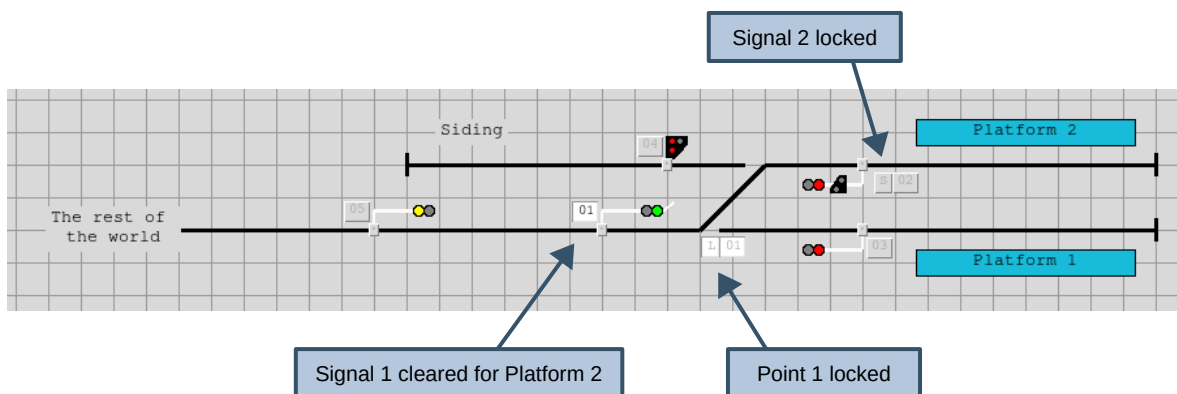 Signal 2 locked
Siding
04
Platform 2
S 02
The rest of
the world
05
01
L 01
03
Platform 1
Signal 1 cleared for Platform 2
Point 1 locked